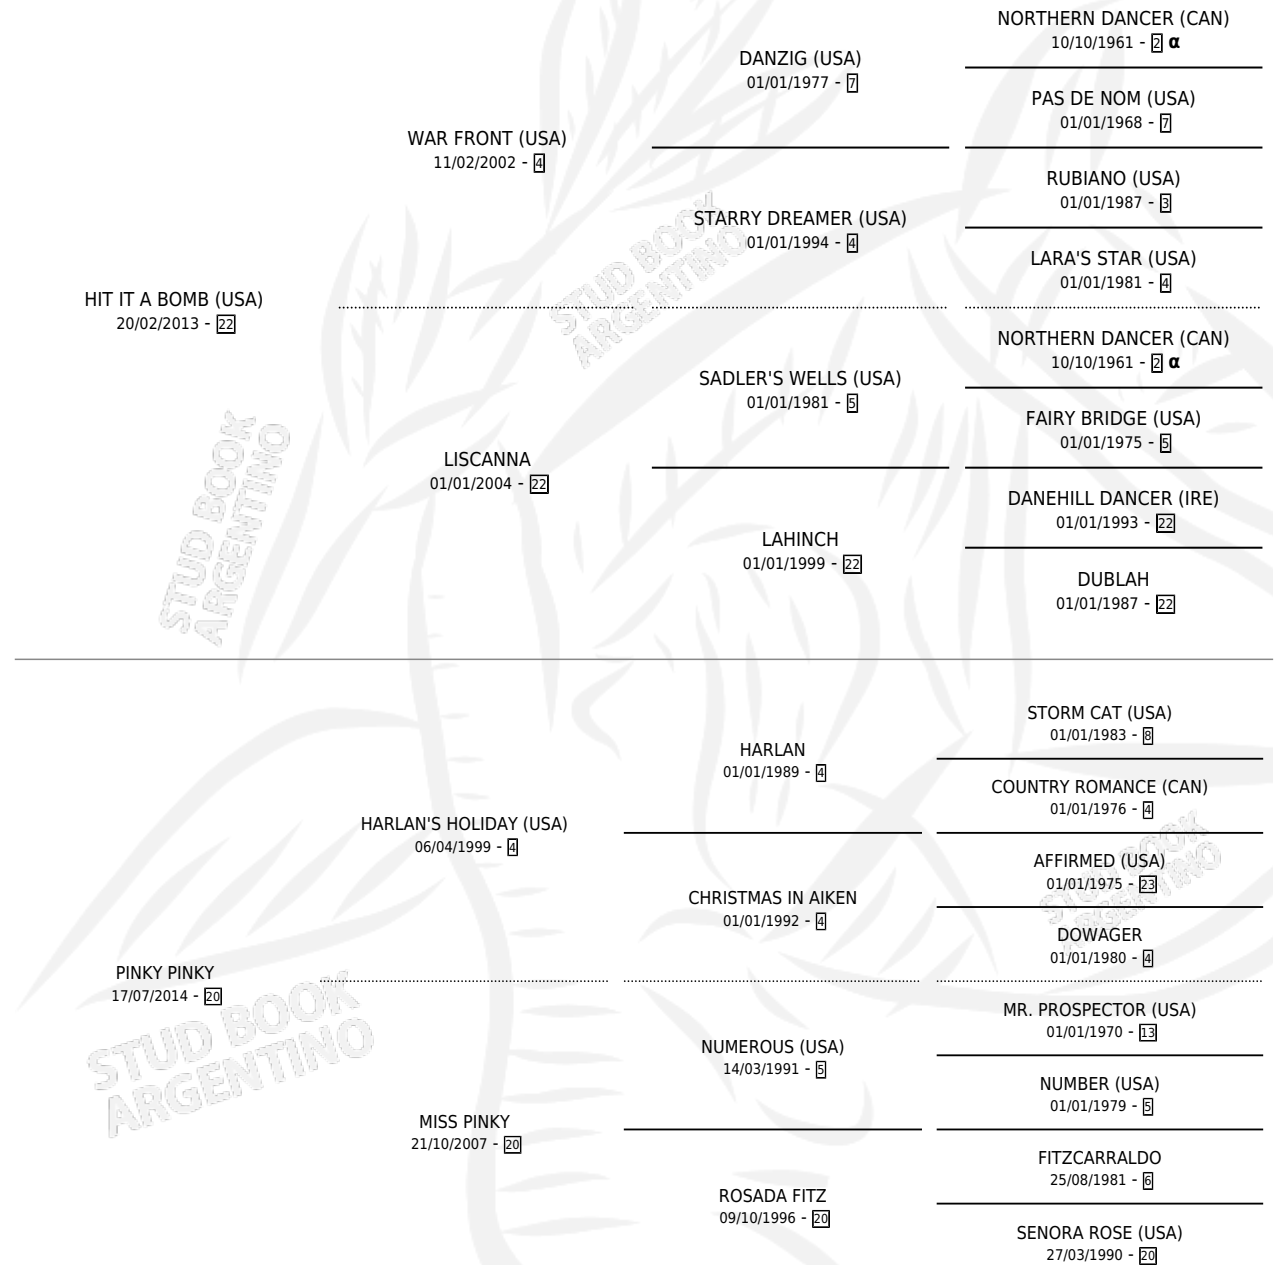 HIT IT A BOMB (USA)
20/02/2013 - 22
WAR FRONT (USA)
11/02/2002 - 4
DANZIG (USA)
01/01/1977 - 7
NORTHERN DANCER (CAN)
10/10/1961 - 2 α
PAS DE NOM (USA)
01/01/1968 - 7
STARRY DREAMER (USA)
01/01/1994 - 4
RUBIANO (USA)
01/01/1987 - 3
LARA'S STAR (USA)
01/01/1981 - 4
LISCANNA
01/01/2004 - 22
SADLER'S WELLS (USA)
01/01/1981 - 5
NORTHERN DANCER (CAN)
10/10/1961 - 2 α
FAIRY BRIDGE (USA)
01/01/1975 - 5
LAHINCH
01/01/1999 - 22
DANEHILL DANCER (IRE)
01/01/1993 - 22
DUBLAH
01/01/1987 - 22
PINKY PINKY
17/07/2014 - 20
HARLAN'S HOLIDAY (USA)
06/04/1999 - 4
HARLAN
01/01/1989 - 4
STORM CAT (USA)
01/01/1983 - 8
COUNTRY ROMANCE (CAN)
01/01/1976 - 4
CHRISTMAS IN AIKEN
01/01/1992 - 4
AFFIRMED (USA)
01/01/1975 - 23
DOWAGER
01/01/1980 - 4
MISS PINKY
21/10/2007 - 20
NUMEROUS (USA)
14/03/1991 - 5
MR. PROSPECTOR (USA)
01/01/1970 - 13
NUMBER (USA)
01/01/1979 - 5
ROSADA FITZ
09/10/1996 - 20
FITZCARRALDO
25/08/1981 - 6
SENORA ROSE (USA)
27/03/1990 - 20
STUD BOOK
ARGENTINO
STUD BOOK
ARGENTINO
STUD BOOK
ARGENTINO
STUD BOOK
ARGENTINO